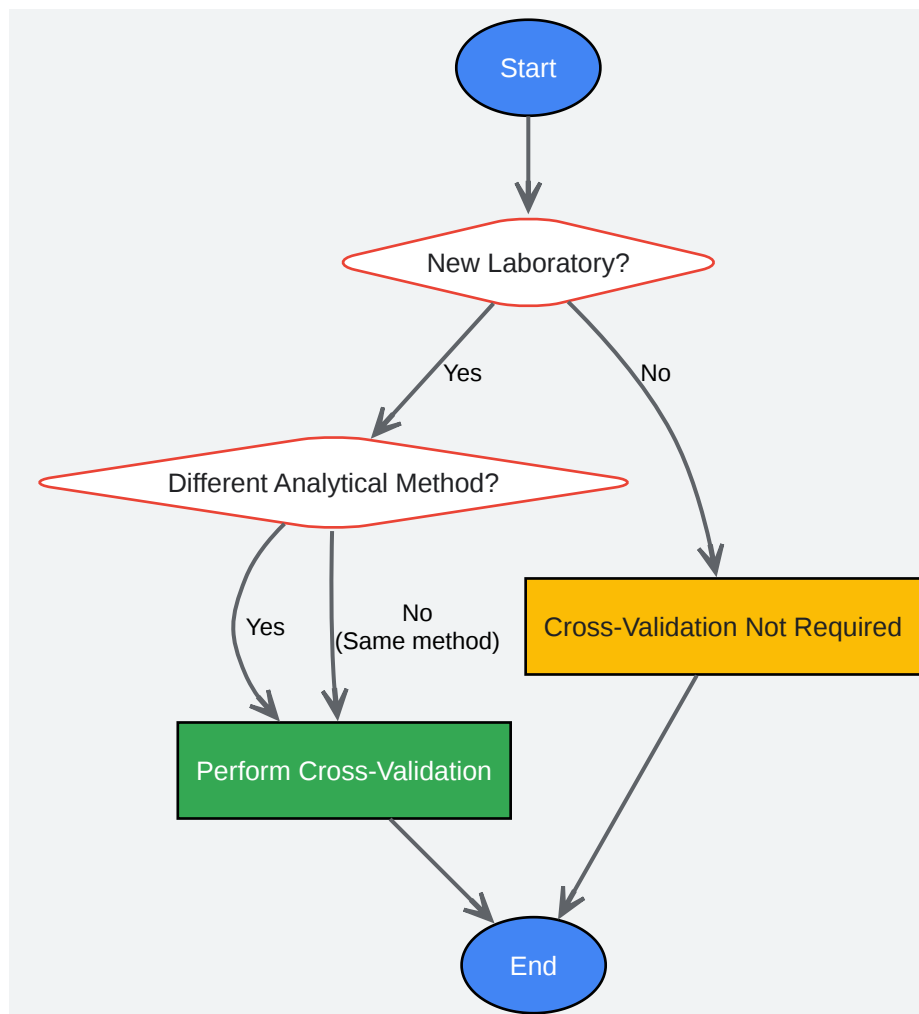 Start
New Laboratory?
Yes
No
Different Analytical Method?
Yes
No
(Same method)
Cross-Validation Not Required
Perform Cross-Validation
End